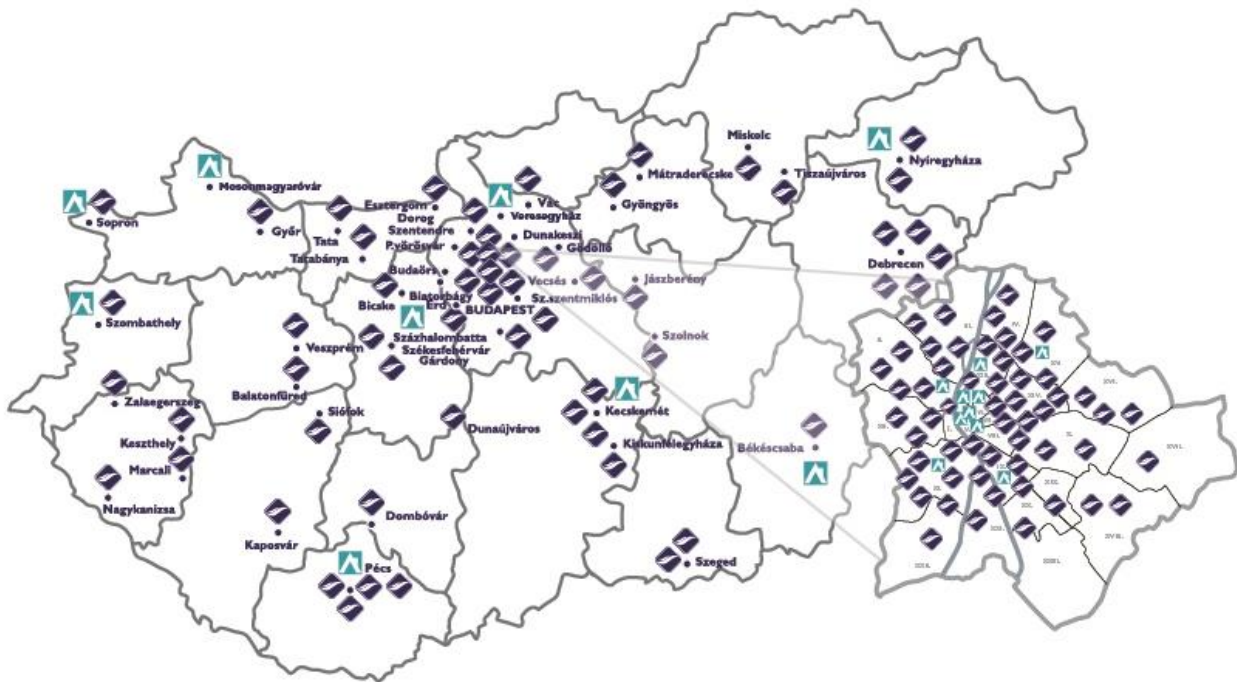 Miskolc
Nyíregyháza
Mátraderecske
Tiszaújváros
Mosonmagyaróvár
Esztergom
Vác
Gyöngyös
Dorog
Veresegyház
Sopron
Győr
Tata
Szentendre
Dunakeszi
P.vörösvár
Gödöllő
Tatabánya
Debrecen
Budaörs
Vecsés
Jászberény
Biatorbágy
Bicske
Érd
Sz.szentmiklós
BUDAPEST
Szombathely
Százhalombatta
Szolnok
Veszprém
Székesfehérvár
Gárdony
Balatonfüred
Zalaegerszeg
Siófok
Kecskemét
Dunaújváros
Keszthely
Kiskunfélegyháza
Békéscsaba
Marcali
Nagykanizsa
Dombóvár
Kaposvár
Szeged
Pécs